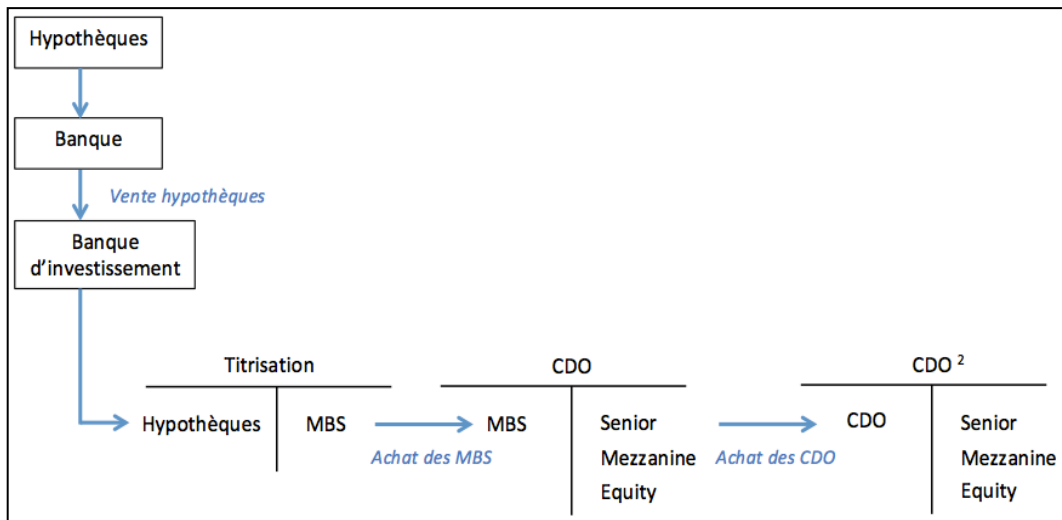 Hypothèques
Banque
Vente hypothèques
Banque
d'investissement
Titrisation
CDO
CDO ²
Hypothèques
MBS
MBS
Senior
CDO
Senior
Achat des MBS
Mezzanine
Achat des CDO
Mezzanine
Equity
Equity